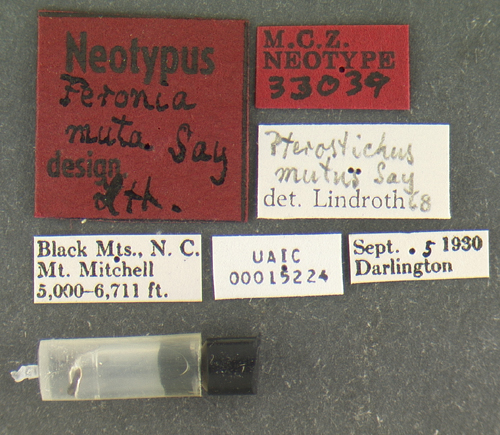 Neotypus
Peronia
muta. Say
design.
Lth.
M.C.Z.
NEOTYPE
33039
Pterostichus
mutus Say
det. Lindroth 68
Black Mts., N. C.
Mt. Mitchell
5,000–6,711 ft.
UAIC
00015224
Sept. . 5 1930
Darlington